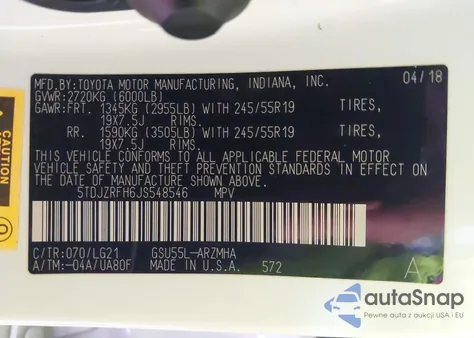 MFD.BY:TOYOTA MOTOR MANUFACTURING, INDIANA, INC. 04/18
GVWR:2720KG (6000LB)
GAWR:FRT. 1345KG (2955LB) WITH 245/55R19 TIRES,
19X7.5J RIMS.
RR. 1590KG (3505LB) WITH 245/55R19 TIRES,
19X7.5J RIMS.
THIS VEHICLE CONFORMS TO ALL APPLICABLE FEDERAL MOTOR
VEHICLE SAFETY AND THEFT PREVENTION STANDARDS IN EFFECT ON
THE DATE OF MANUFACTURE SHOWN ABOVE.
5TDJZRFH6JS548546 MPV
C/TR:070/LG21 GSU55L-ARZMHA
A/TM:-04A/UA80F MADE IN U.S.A. 572 A
CAUTION
autoSnap
Pewne auta z aukcji USA i EU